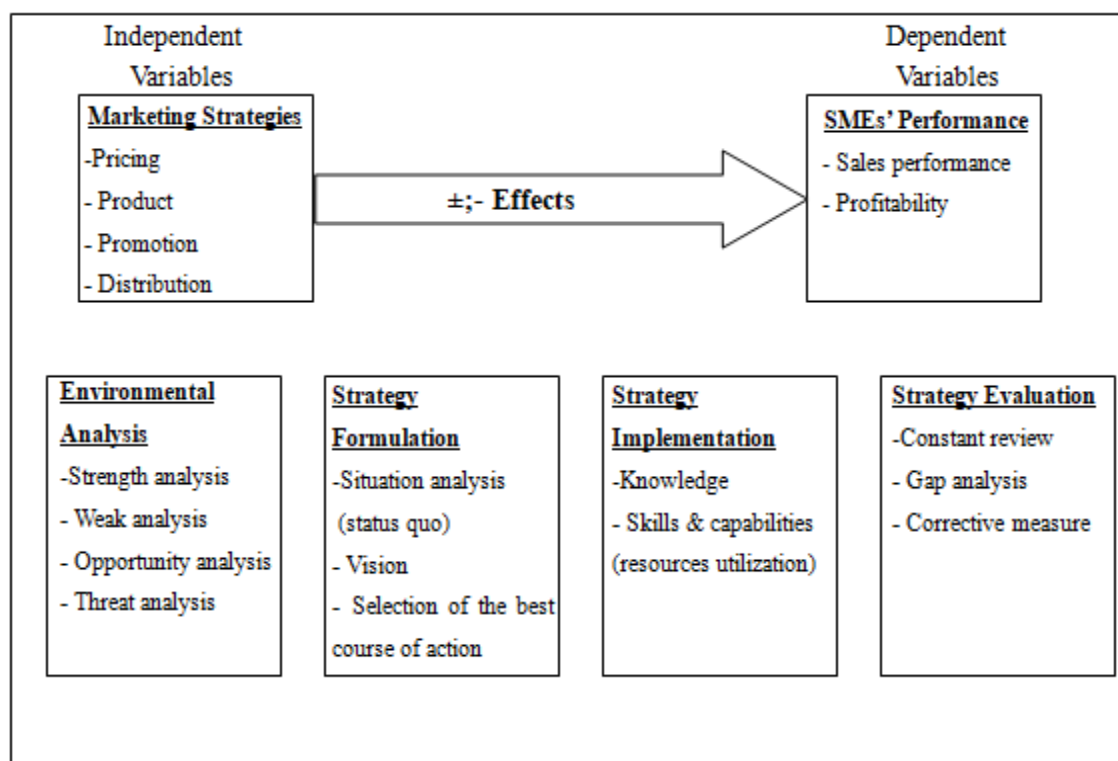 Independent
Variables
Marketing Strategies
-Pricing
- Product
- Promotion
- Distribution
±;- Effects
Dependent
Variables
SMEs’ Performance
- Sales performance
- Profitability
Environmental
Analysis
-Strength analysis
- Weak analysis
- Opportunity analysis
- Threat analysis
Strategy
Formulation
-Situation analysis
(status quo)
- Vision
- Selection of the best
course of action
Strategy
Implementation
-Knowledge
- Skills & capabilities
(resources utilization)
Strategy Evaluation
-Constant review
- Gap analysis
- Corrective measure